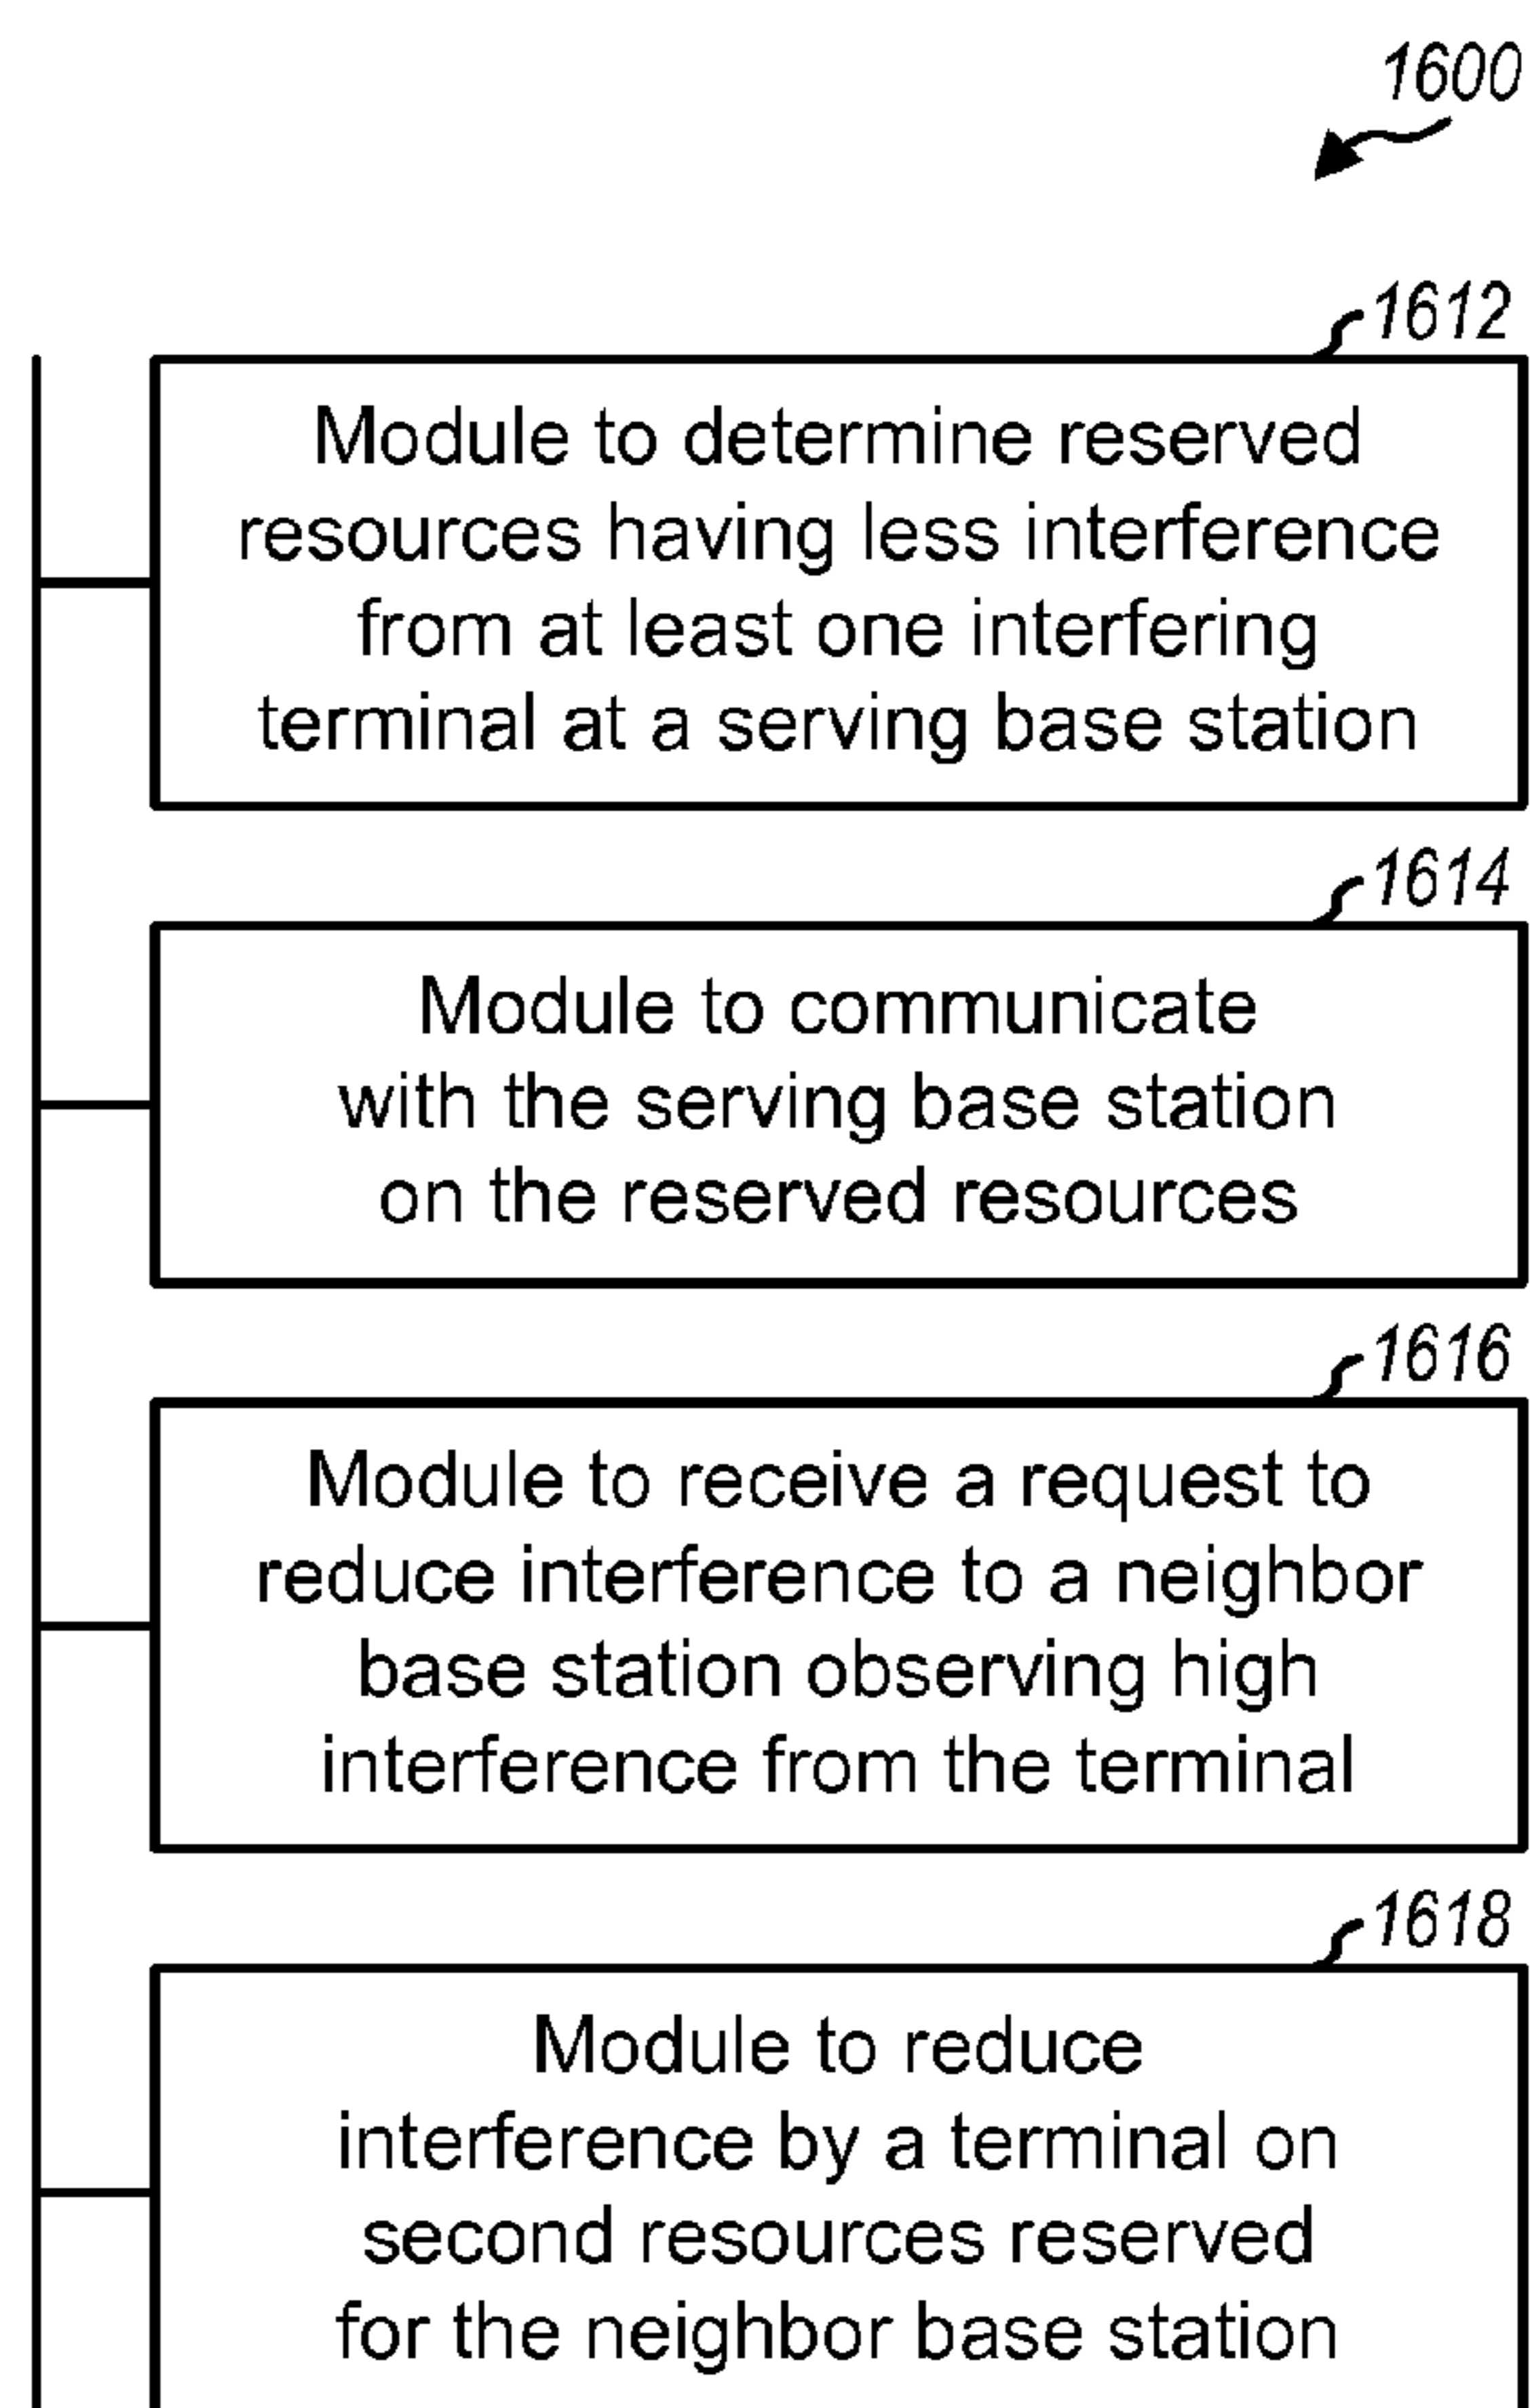 1600
1612
Module to determine reserved
resources having less interference
from at least one interfering
terminal at a serving base station
1614
Module to communicate
with the serving base station
on the reserved resources
1616
Module to receive a request to
reduce interference to a neighbor
base station observing high
interference from the terminal
1618
Module to reduce
interference by a terminal on
second resources reserved
for the neighbor base station